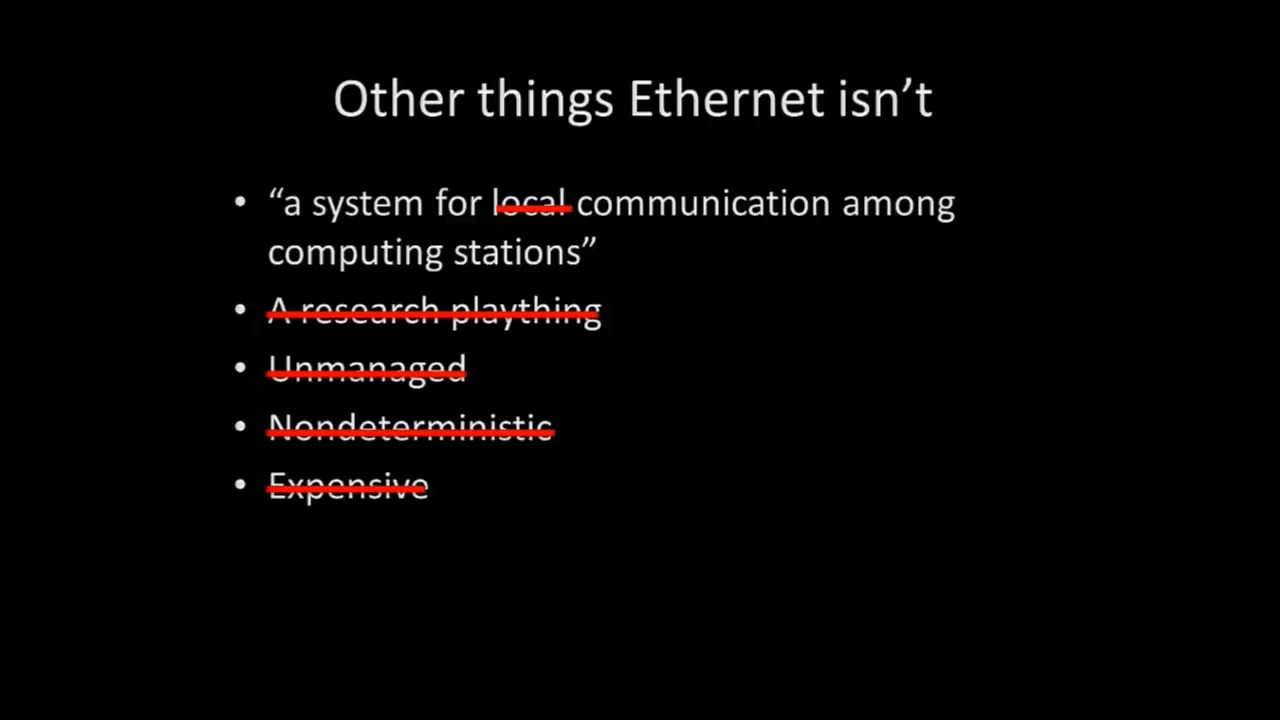 Other things Ethernet isn’t
• “a system for local communication among
computing stations”
• A research plaything
• Unmanaged
• Nondeterministic
• Expensive